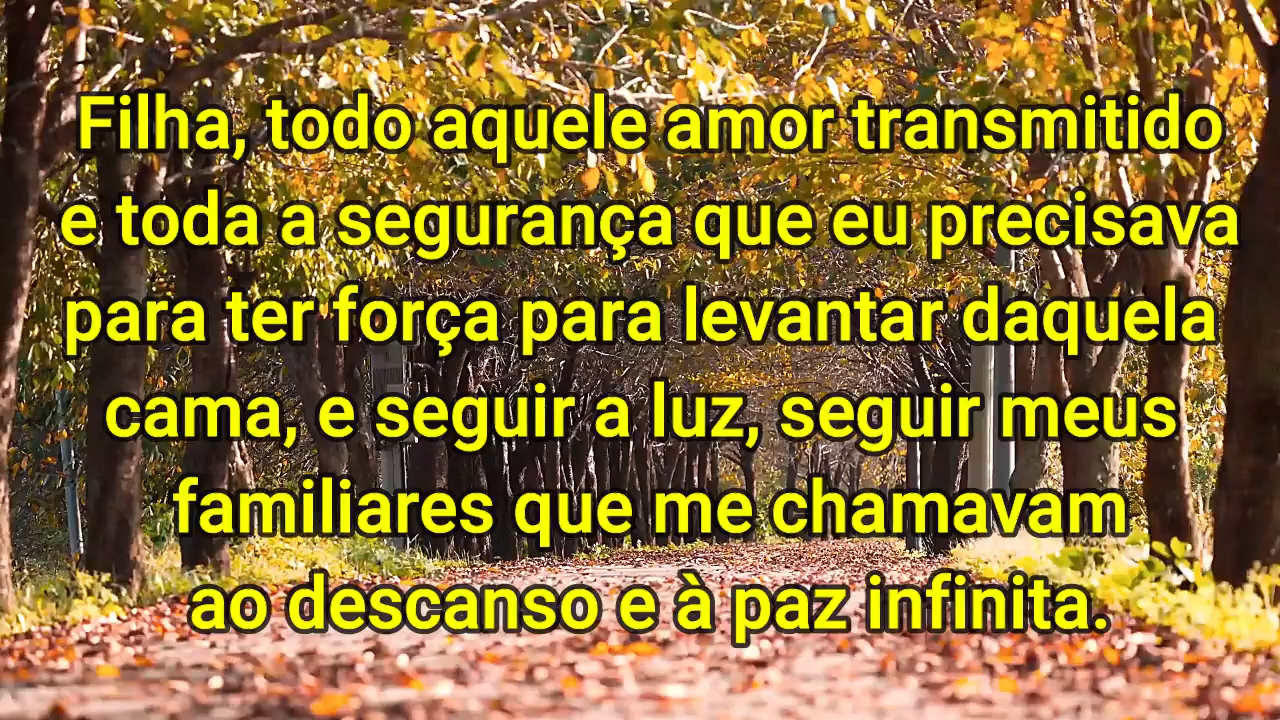 Filha, todo aquele amor transmitido
e toda a segurança que eu precisava
para ter força para levantar daquela
cama, e seguir a luz, seguir meus
familiares que me chamavam
ao descanso e à paz infinita.